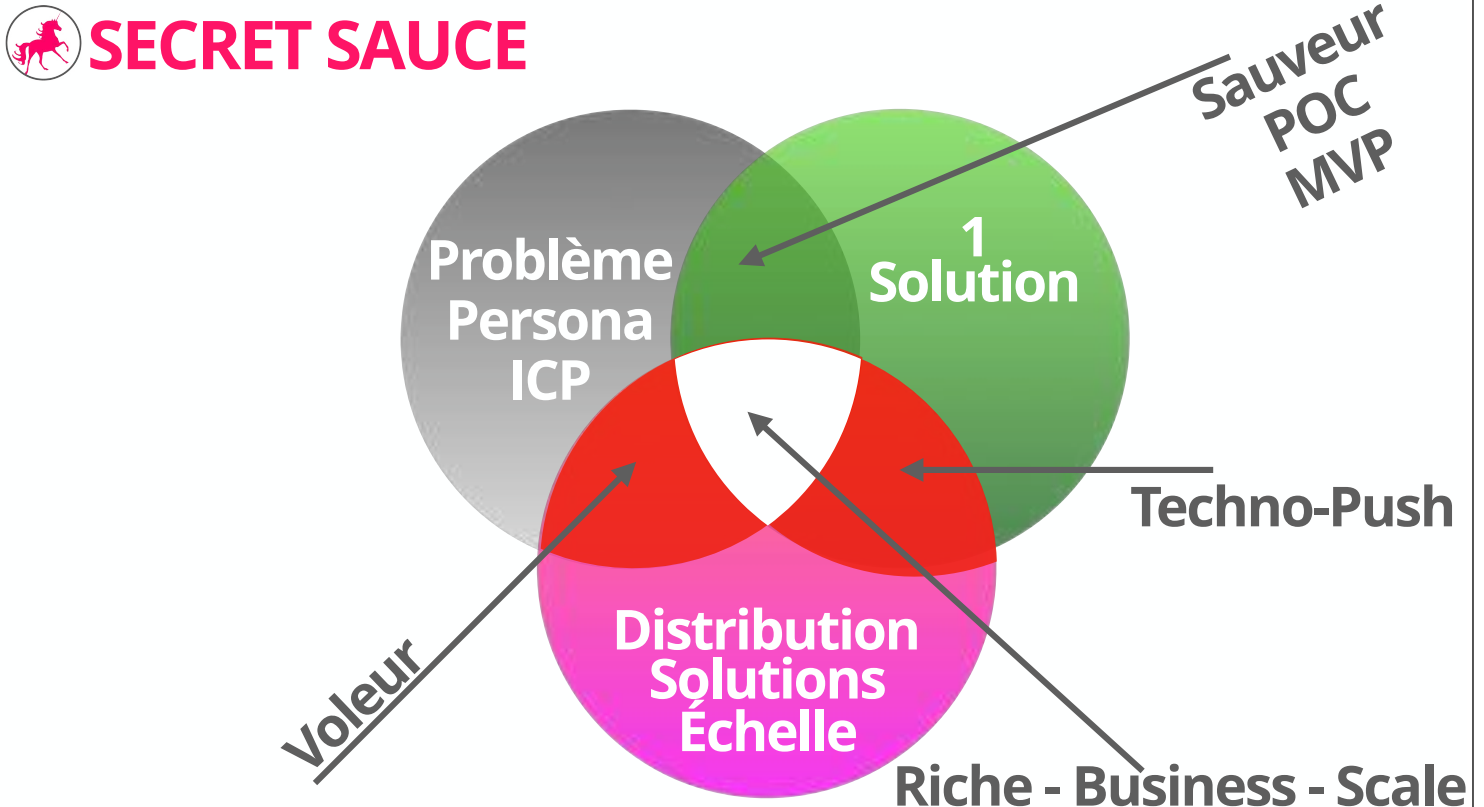 SECRET SAUCE
Sauveur
POC
MVP
Problème
Persona
ICP
1
Solution
Techno-Push
Distribution
Solutions
Échelle
Voleur
Riche - Business - Scale